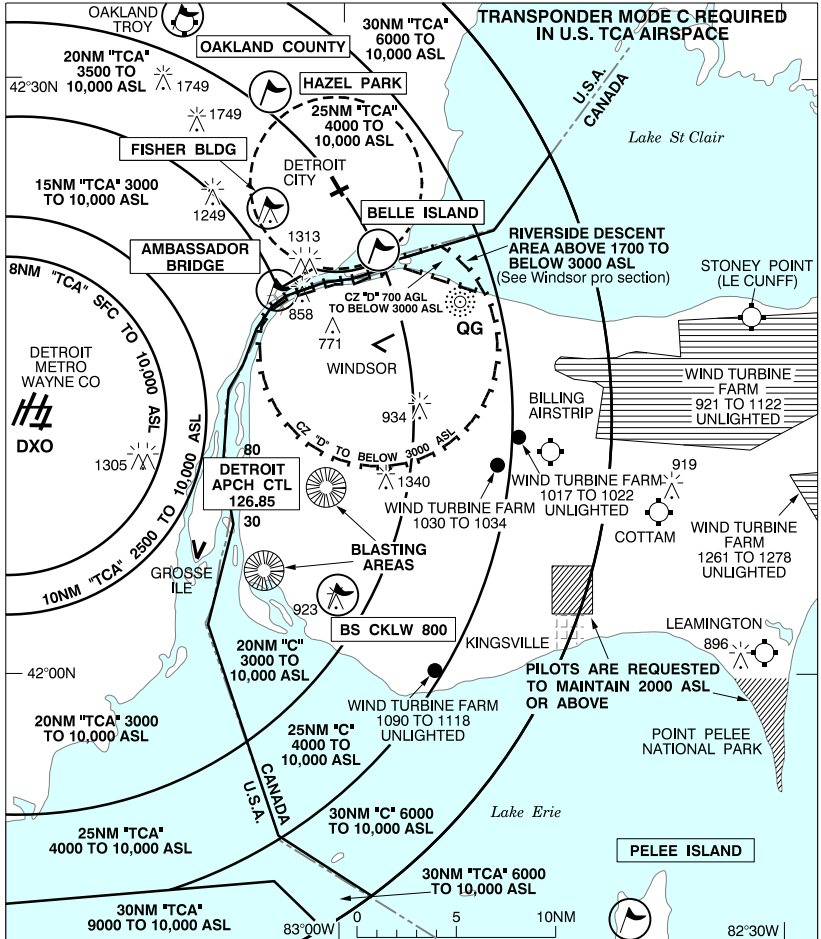 OAKLAND
TROY
30NM "TCA"
6000 TO
10,000 ASL
TRANSPONDER MODE C REQUIRED
IN U.S. TCA AIRSPACE
OAKLAND COUNTY
20NM "TCA"
3500 TO
10,000 ASL
42°30N
1749
HAZEL PARK
1749
25NM "TCA"
4000 TO
10,000 ASL
U.S.A.
CANADA
Lake St Clair
FISHER BLDG
DETROIT
CITY
15NM "TCA" 3000
TO 10,000 ASL
1249
BELLE ISLAND
RIVERSIDE DESCENT
AREA ABOVE 1700 TO
BELOW 3000 ASL
(See Windsor pro section)
AMBASSADOR
BRIDGE
1313
STONEY POINT
(LE CUNFF)
8NM "TCA" SFC TO 10,000 ASL
CZ "D" 700 AGL
TO BELOW 3000 ASL
858
771
QG
WINDSOR
DETROIT
METRO
WAYNE CO
DXO
WIND TURBINE
FARM
921 TO 1122
UNLIGHTED
BILLING
AIRSTRIP
934
CZ "D" TO BELOW 3000 ASL
1305
80
DETROIT
APCH CTL
126.85
30
1340
WIND TURBINE FARM
1017 TO 1022
UNLIGHTED
919
WIND TURBINE FARM
1030 TO 1034
COTTAM
WIND TURBINE
FARM
1261 TO 1278
UNLIGHTED
10NM "TCA" 2500 TO 10,000 ASL
GROSSE
ILE
BLASTING
AREAS
923
BS CKLW 800
KINGSVILLE
LEAMINGTON
896
20NM "C"
3000 TO
10,000 ASL
42°00N
PILOTS ARE REQUESTED
TO MAINTAIN 2000 ASL
OR ABOVE
WIND TURBINE FARM
1090 TO 1118
UNLIGHTED
20NM "TCA" 3000
TO 10,000 ASL
25NM "C"
4000 TO
10,000 ASL
POINT PELEE
NATIONAL PARK
CANADA
U.S.A.
30NM "C" 6000
TO 10,000 ASL
Lake Erie
25NM "TCA"
4000 TO 10,000 ASL
PELEE ISLAND
30NM "TCA" 6000
TO 10,000 ASL
30NM "TCA"
9000 TO 10,000 ASL
83°00W
0 5 10NM
82°30W